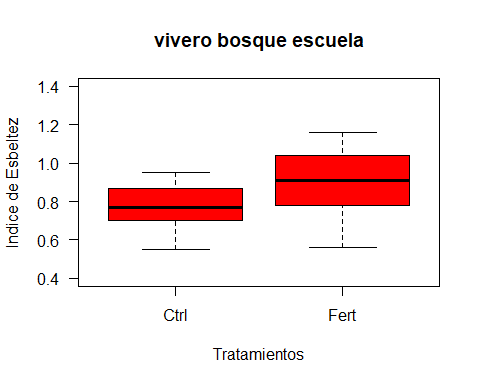 vivero bosque escuela
Indice de Esbeltez
1.4
1.2
1.0
0.8
0.6
0.4
Ctrl
Fert
Tratamientos